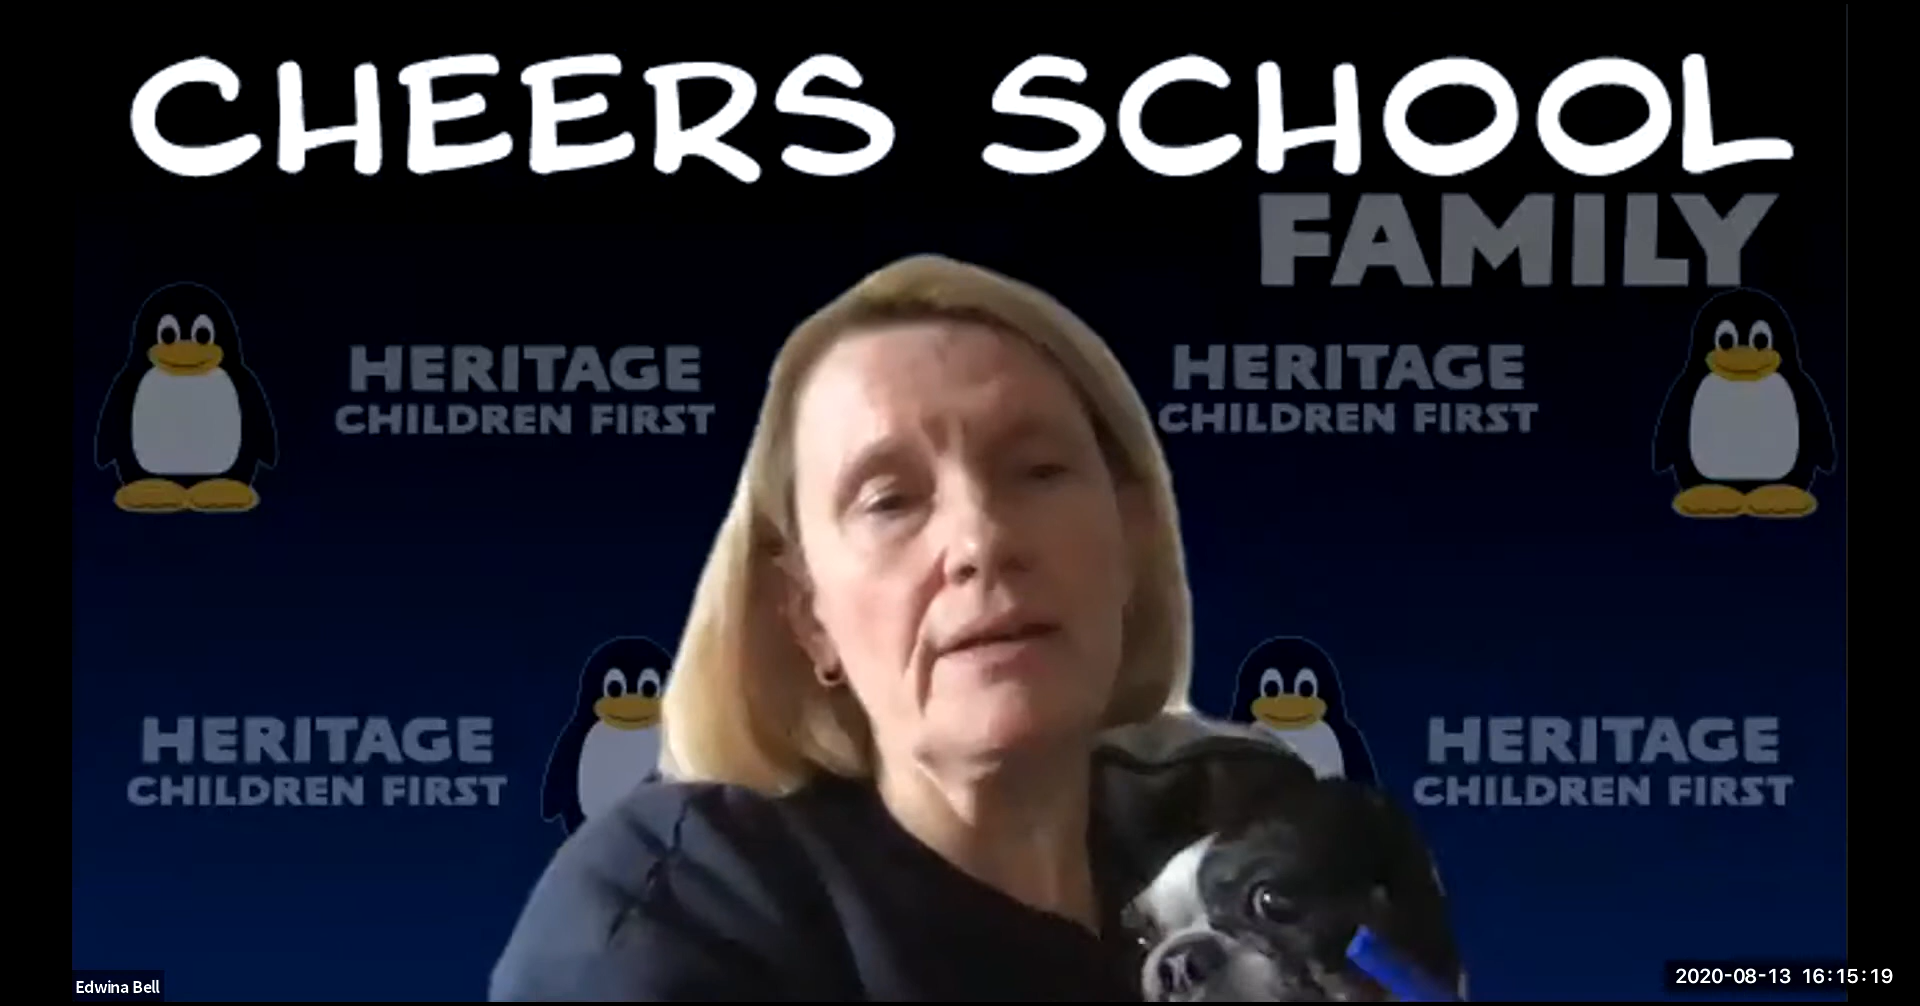 CHEERS SCHOOL
FAMILY
HERITAGE
CHILDREN FIRST
HERITAGE
CHILDREN FIRST
HERITAGE
CHILDREN FIRST
HERITAGE
CHILDREN FIRST
Edwina Bell
2020-08-13 16:15:19